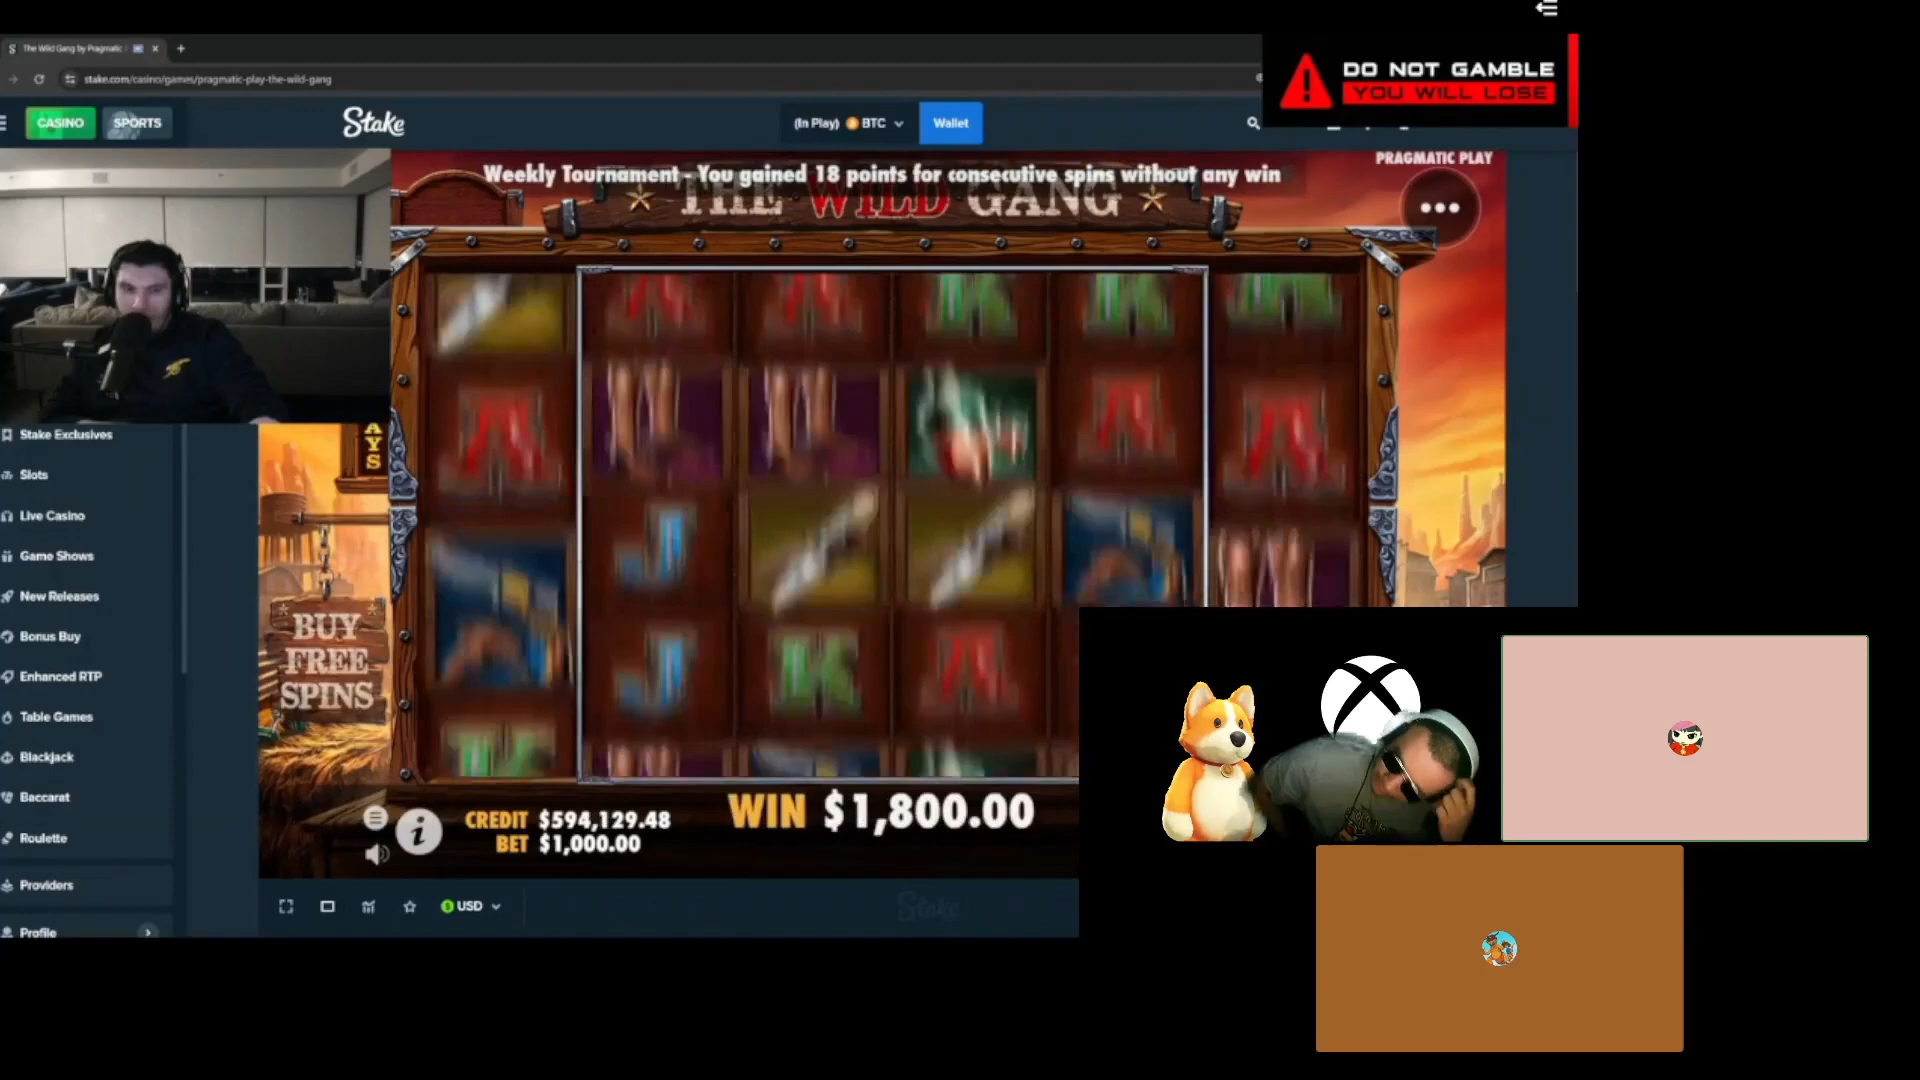 The Wild Gang by Pragmatic
stake.com/casino/games/pragmatic-play-the-wild-gang
DO NOT GAMBLE
YOU WILL LOSE
CASINO
SPORTS
Stake
(In Play) BTC
Wallet
PRAGMATIC PLAY
Weekly Tournament - You gained 18 points for consecutive spins without any win
THE WILD GANG
A A K K
A A A
J
J K A
AYS
Stake Exclusives
Slots
Live Casino
Game Shows
New Releases
Bonus Buy
Enhanced RTP
Table Games
Blackjack
Baccarat
Roulette
Providers
Profile
BUY
FREE
SPINS
CREDIT $594,129.48
BET $1,000.00
WIN $1,800.00
USD
Stake